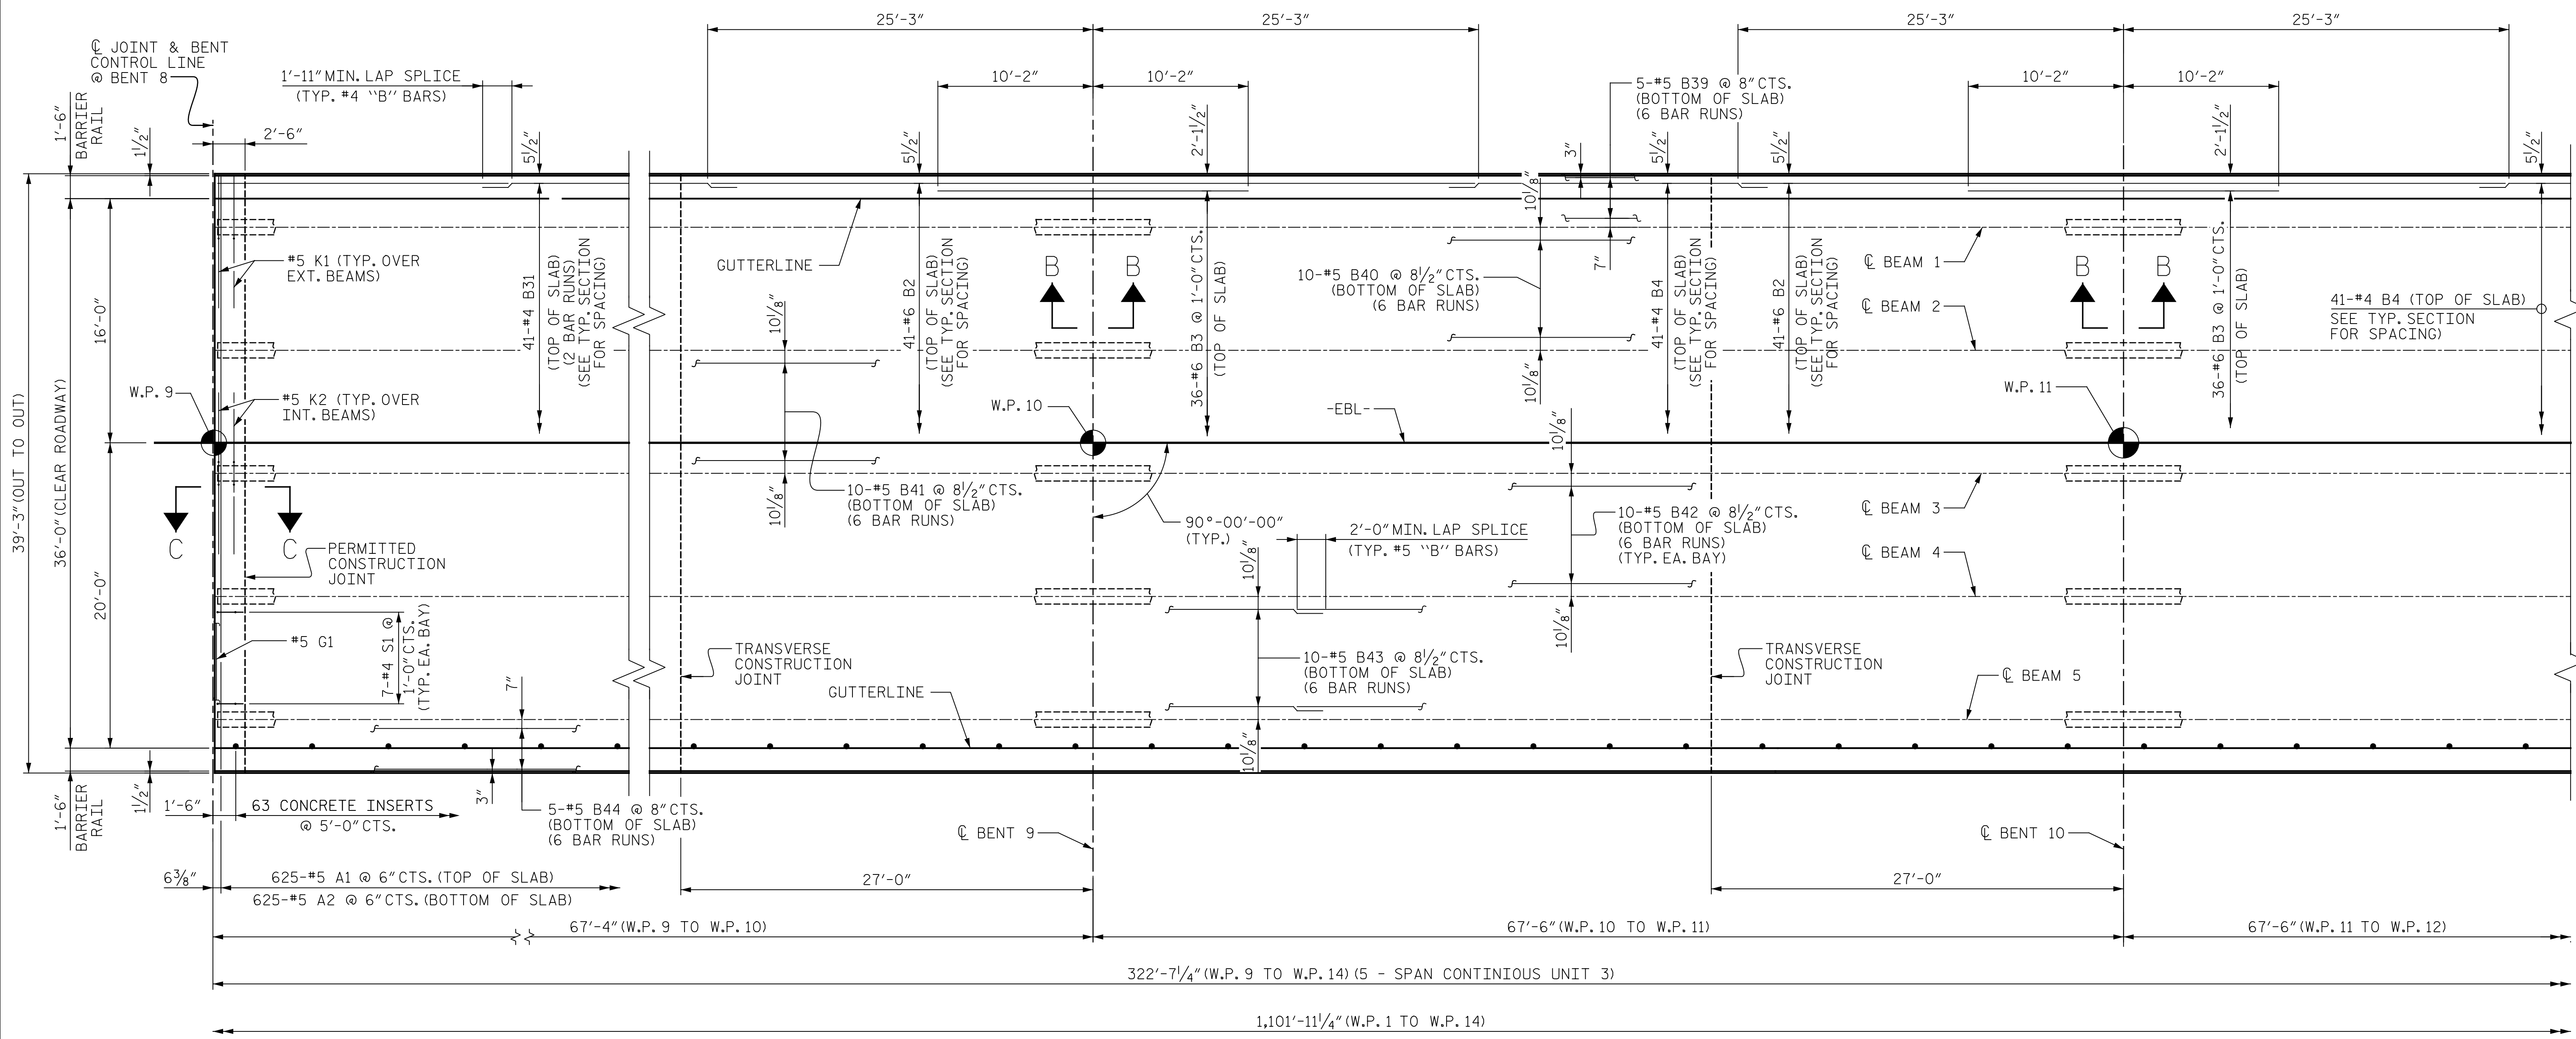 25'-3"
25'-3"
25'-3"
25'-3"
℄ JOINT & BENT
CONTROL LINE
@ BENT 8
1'-11" MIN. LAP SPLICE
(TYP. #4 "B" BARS)
10'-2"
10'-2"
10'-2"
10'-2"
5-#5 B39 @ 8" CTS.
(BOTTOM OF SLAB)
(6 BAR RUNS)
1'-6"
BARRIER
RAIL
1½"
2'-6"
5½"
5½"
2'-1½"
3"
5½"
5½"
2'-1½"
5½"
10⅛"
7"
#5 K1 (TYP. OVER
EXT. BEAMS)
GUTTERLINE
B
B
10-#5 B40 @ 8½" CTS.
(BOTTOM OF SLAB)
(6 BAR RUNS)
10⅛"
℄ BEAM 1
℄ BEAM 2
B
B
41-#4 B4 (TOP OF SLAB)
SEE TYP. SECTION
FOR SPACING)
41-#4 B31
(TOP OF SLAB)
(2 BAR RUNS)
(SEE TYP. SECTION
FOR SPACING)
41-#6 B2
(TOP OF SLAB)
(SEE TYP. SECTION
FOR SPACING)
36-#6 B3 @ 1'-0" CTS.
(TOP OF SLAB)
41-#4 B4
(TOP OF SLAB)
(SEE TYP. SECTION
FOR SPACING)
41-#6 B2
(TOP OF SLAB)
(SEE TYP. SECTION
FOR SPACING)
36-#6 B3 @ 1'-0" CTS.
(TOP OF SLAB)
39'-3" (OUT TO OUT)
36'-0" (CLEAR ROADWAY)
16'-0"
20'-0"
W.P. 9
#5 K2 (TYP. OVER
INT. BEAMS)
10⅛"
10⅛"
W.P. 10
-EBL-
W.P. 11
10-#5 B41 @ 8½" CTS.
(BOTTOM OF SLAB)
(6 BAR RUNS)
90°-00'-00"
(TYP.)
10⅛"
10-#5 B42 @ 8½" CTS.
(BOTTOM OF SLAB)
(6 BAR RUNS)
(TYP. EA. BAY)
10⅛"
℄ BEAM 3
℄ BEAM 4
C
C
PERMITTED
CONSTRUCTION
JOINT
2'-0" MIN. LAP SPLICE
(TYP. #5 "B" BARS)
10⅛"
#5 G1
7-#4 S1 @
1'-0" CTS.
(TYP. EA. BAY)
TRANSVERSE
CONSTRUCTION
JOINT
10-#5 B43 @ 8½" CTS.
(BOTTOM OF SLAB)
(6 BAR RUNS)
10⅛"
TRANSVERSE
CONSTRUCTION
JOINT
℄ BEAM 5
GUTTERLINE
7"
3"
1'-6"
BARRIER
RAIL
1½"
1'-6"
63 CONCRETE INSERTS
@ 5'-0" CTS.
5-#5 B44 @ 8" CTS.
(BOTTOM OF SLAB)
(6 BAR RUNS)
℄ BENT 9
℄ BENT 10
6⅜"
625-#5 A1 @ 6" CTS. (TOP OF SLAB)
625-#5 A2 @ 6" CTS. (BOTTOM OF SLAB)
27'-0"
27'-0"
67'-4" (W.P. 9 TO W.P. 10)
67'-6" (W.P. 10 TO W.P. 11)
67'-6" (W.P. 11 TO W.P. 12)
322'-7¼" (W.P. 9 TO W.P. 14) (5 - SPAN CONTINIOUS UNIT 3)
1,101'-11¼" (W.P. 1 TO W.P. 14)